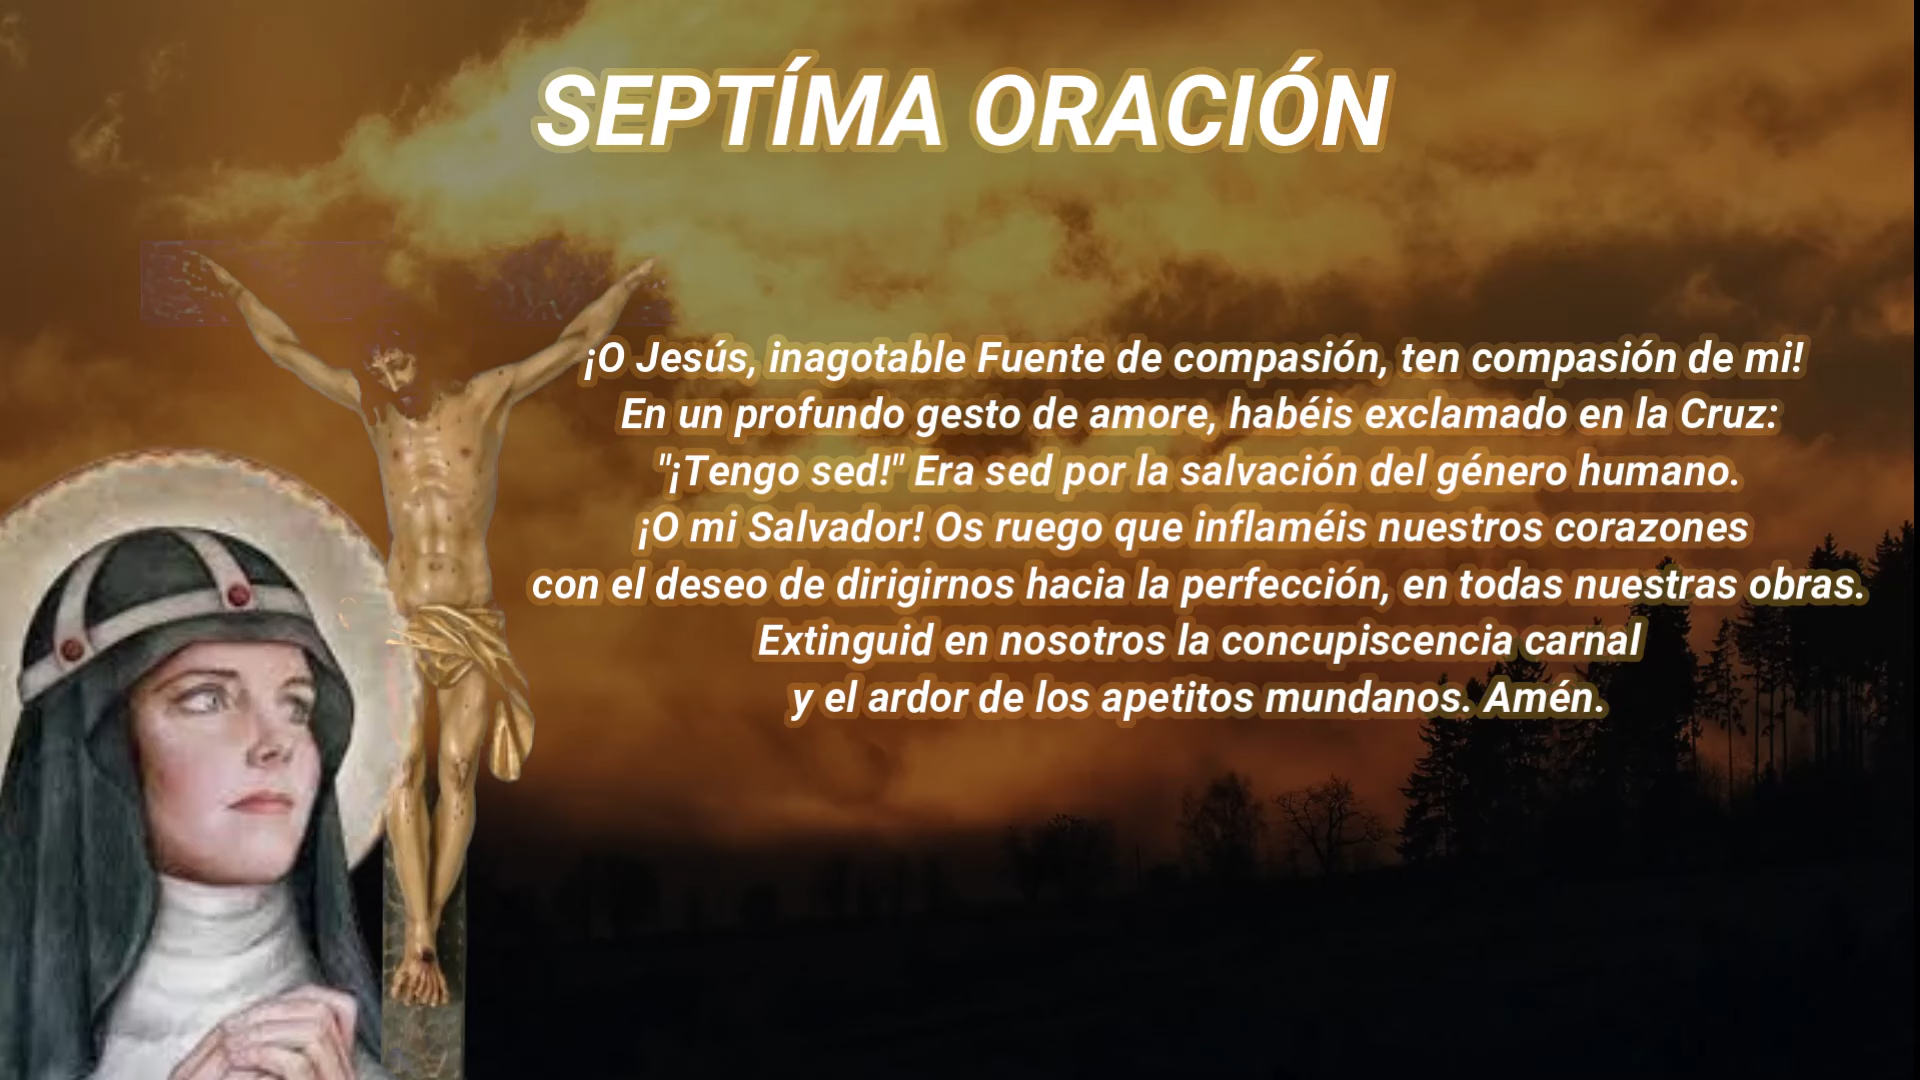 SEPTÍMA ORACIÓN
¡O Jesús, inagotable Fuente de compasión, ten compasión de mi!
En un profundo gesto de amore, habéis exclamado en la Cruz:
"¡Tengo sed!" Era sed por la salvación del género humano.
¡O mi Salvador! Os ruego que inflaméis nuestros corazones
con el deseo de dirigirnos hacia la perfección, en todas nuestras obras.
Extinguid en nosotros la concupiscencia carnal
y el ardor de los apetitos mundanos. Amén.